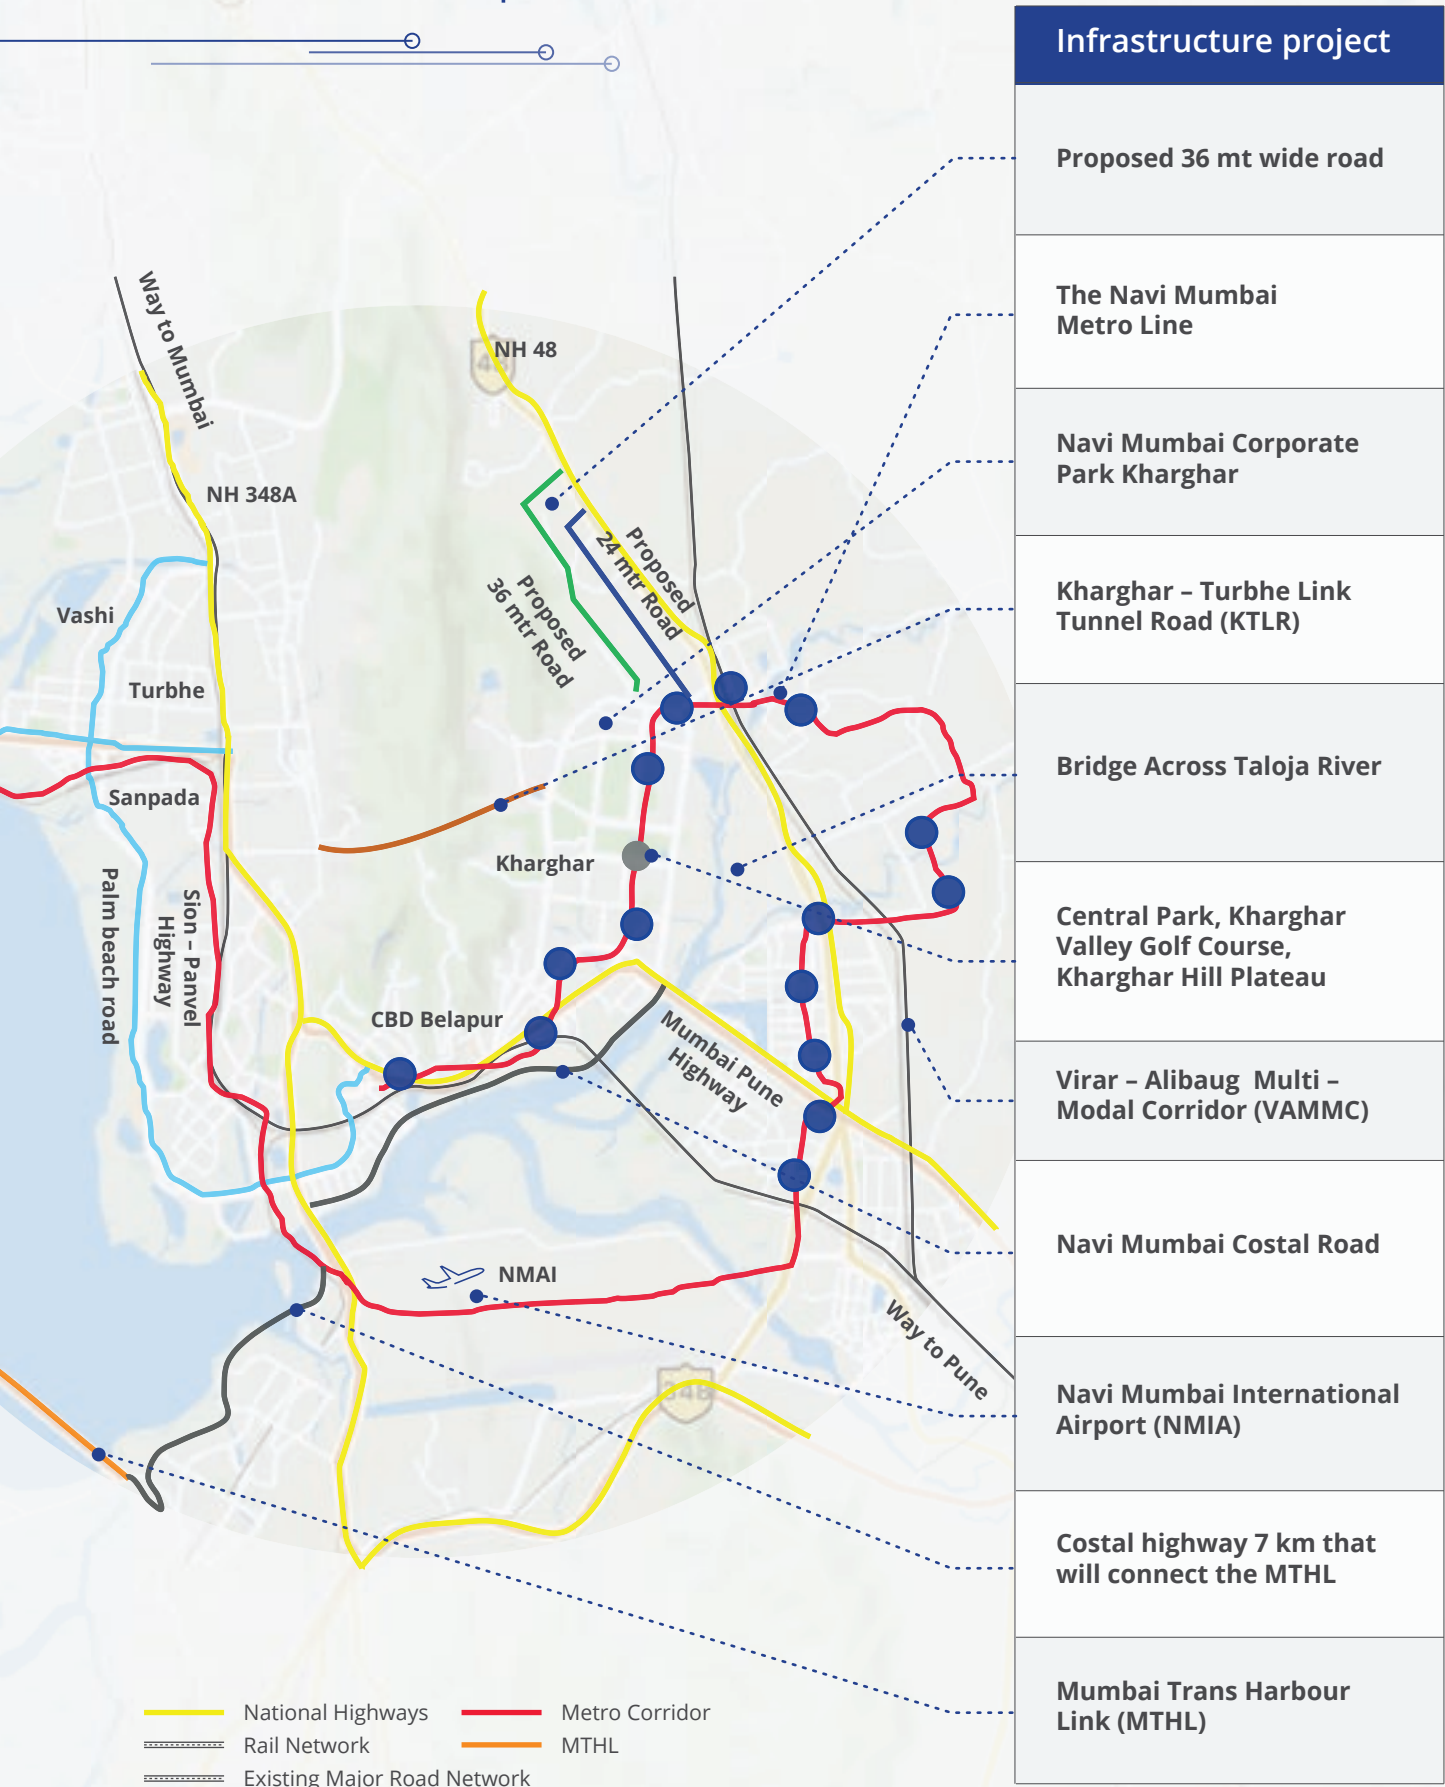 Infrastructure project
Proposed 36 mt wide road
The Navi Mumbai
Metro Line
Navi Mumbai Corporate
Park Kharghar
Kharghar – Turbhe Link
Tunnel Road (KTLR)
Bridge Across Taloja River
Central Park, Kharghar
Valley Golf Course,
Kharghar Hill Plateau
Virar – Alibaug Multi –
Modal Corridor (VAMMC)
Navi Mumbai Costal Road
Navi Mumbai International
Airport (NMIA)
Costal highway 7 km that
will connect the MTHL
Mumbai Trans Harbour
Link (MTHL)
Way to Mumbai
NH 48
NH 348A
Proposed
24 mtr Road
Proposed
36 mtr Road
Vashi
Turbhe
Sanpada
Kharghar
Palm beach road
Sion – Panvel
Highway
CBD Belapur
Mumbai Pune
Highway
NMAI
Way to Pune
National Highways
Metro Corridor
Rail Network
MTHL
Existing Major Road Network